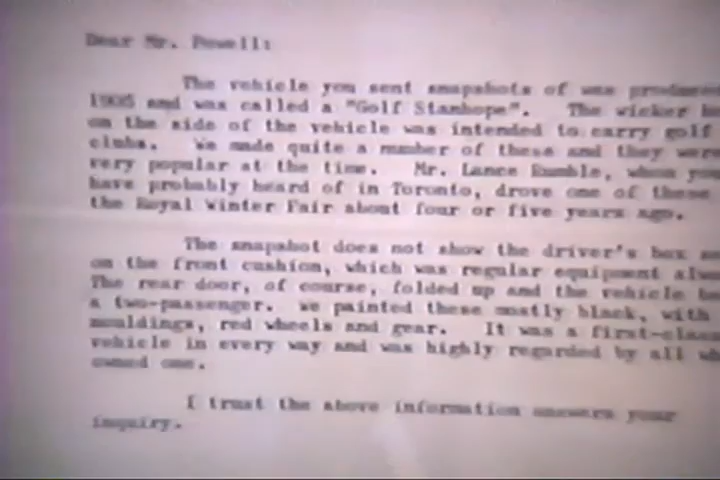 Dear Mr. Powell:
The vehicle you sent snapshots of was produced
1905 and was called a "Golf Stanhope". The wicker
on the side of the vehicle was intended to carry golf
clubs. We made quite a number of these and they were
very popular at the time. Mr. Lance Rumble, whom you
have probably heard of in Toronto, drove one of these
the Royal Winter Fair about four or five years ago.
The snapshot does not show the driver's box
on the front cushion, which was regular equipment
The rear door, of course, folded up and the vehicle
a two-passenger. We painted these mostly black, with
mouldings, red wheels and gear. It was a first-class
vehicle in every way and was highly regarded by all
owned one.
I trust the above information answers your
inquiry.